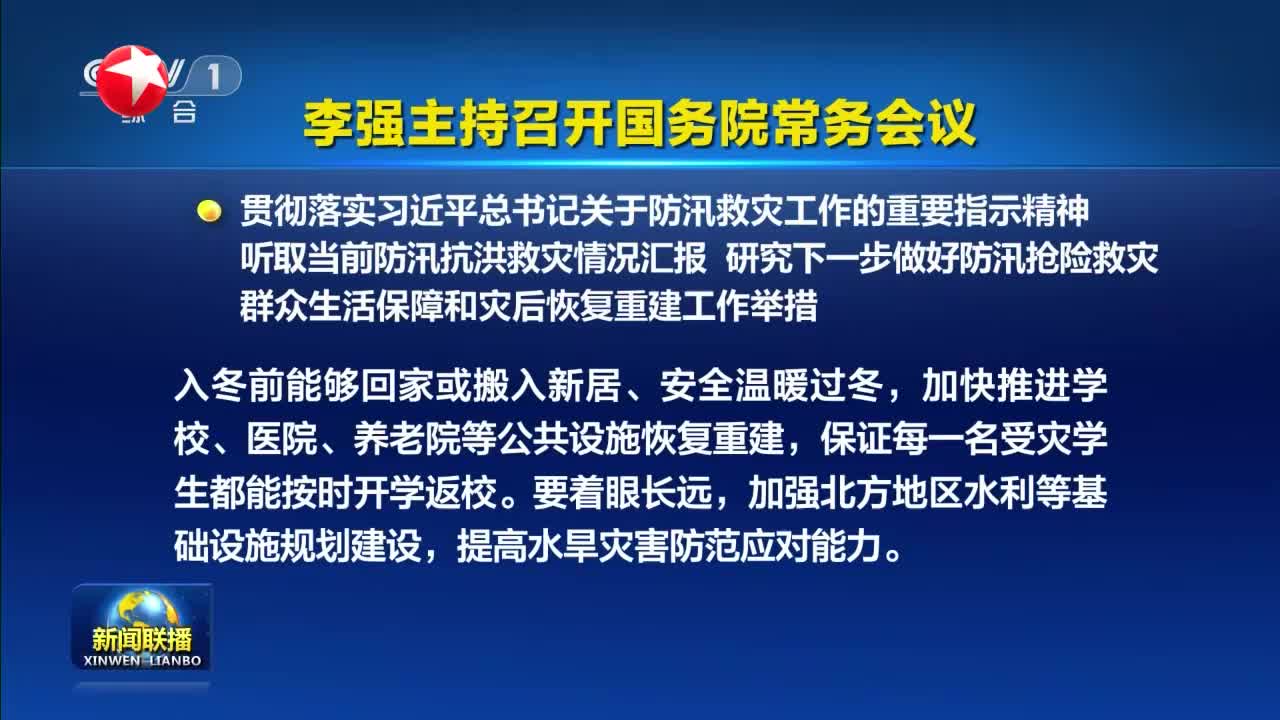 1
综合
李强主持召开国务院常务会议
贯彻落实习近平总书记关于防汛救灾工作的重要指示精神
听取当前防汛抗洪救灾情况汇报 研究下一步做好防汛抢险救灾
群众生活保障和灾后恢复重建工作举措
入冬前能够回家或搬入新居、安全温暖过冬，加快推进学
校、医院、养老院等公共设施恢复重建，保证每一名受灾学
生都能按时开学返校。要着眼长远，加强北方地区水利等基
础设施规划建设，提高水旱灾害防范应对能力。
新闻联播
XINWEN LIANBO